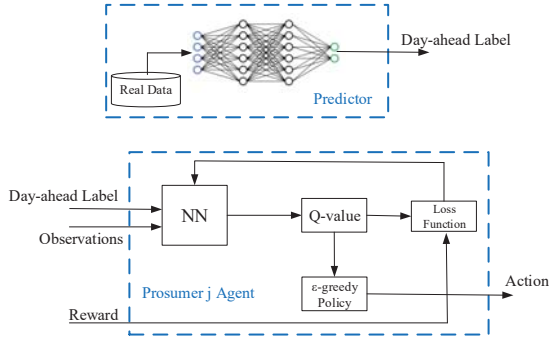 Day-ahead Label
Real Data
Predictor
Day-ahead Label
NN
Q-value
Loss
Function
Observations
ε-greedy
Policy
Action
Prosumer j Agent
Reward